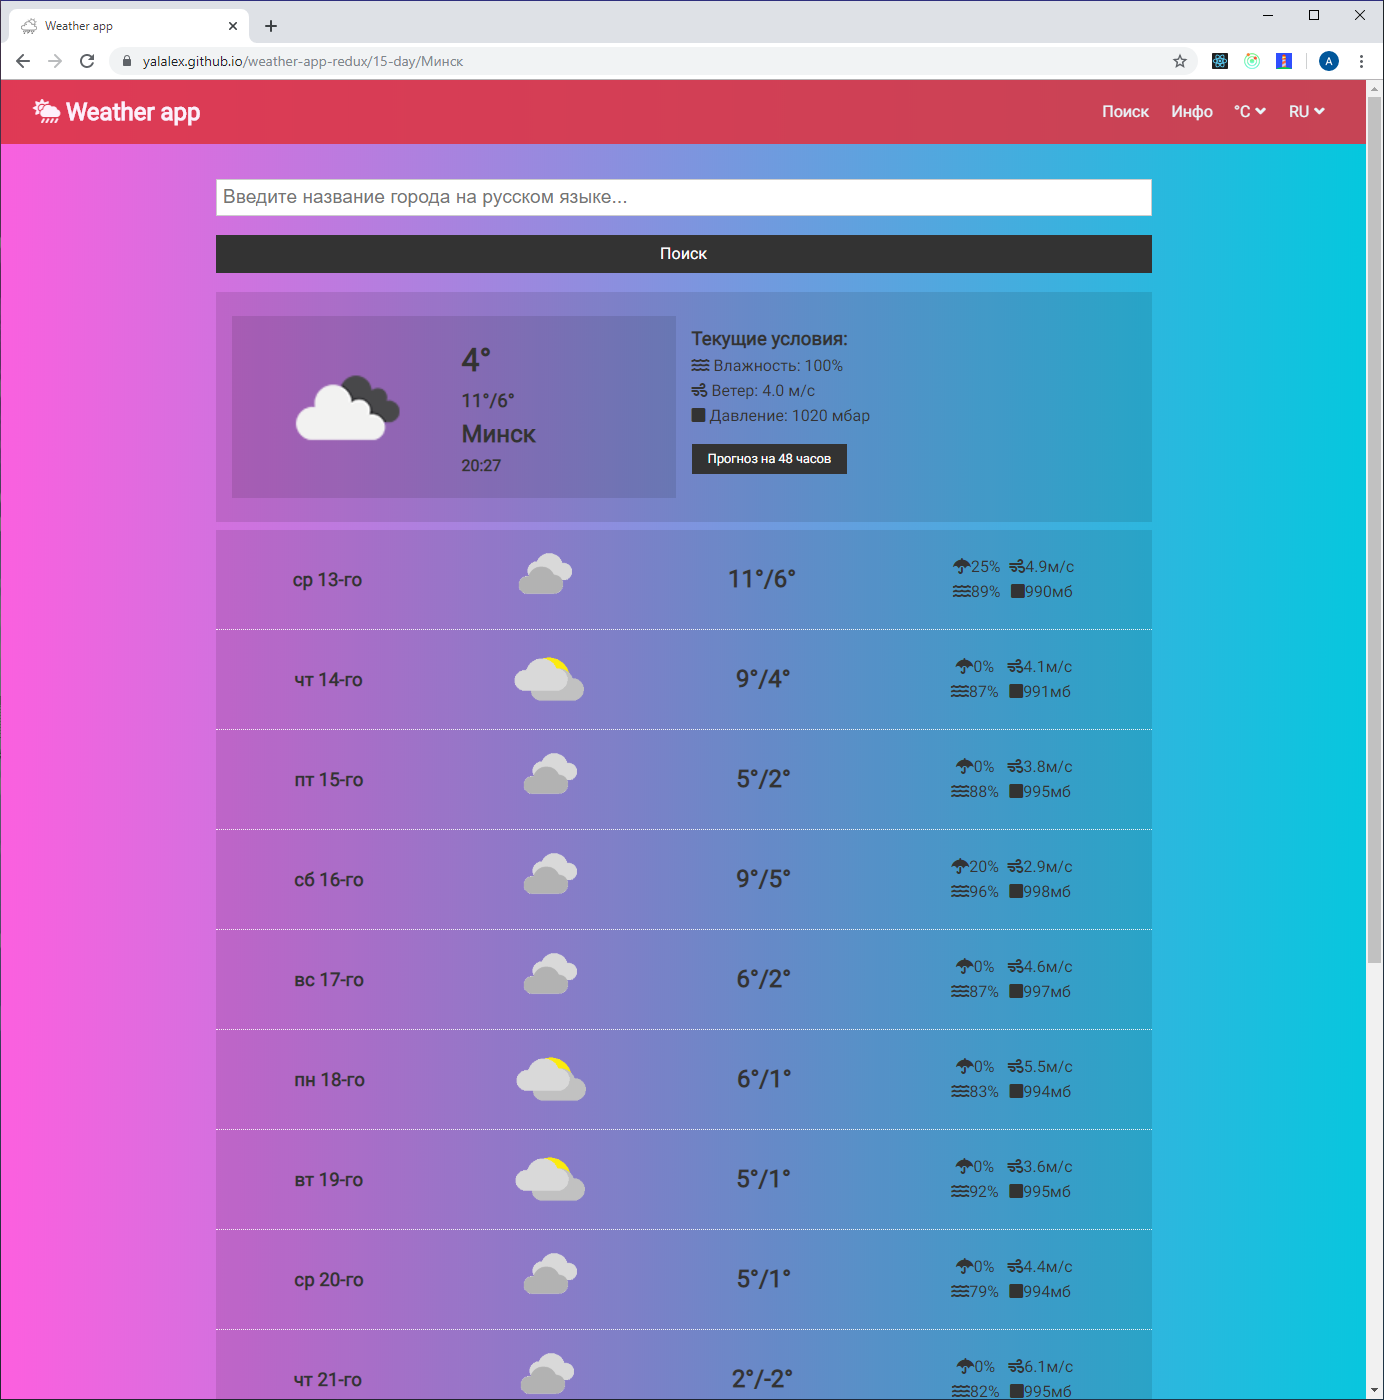 Weather app
yalalex.github.io/weather-app-redux/15-day/Минск
A
Weather app
Поиск Инфо °C RU
Введите название города на русском языке...
Поиск
4°
11°/6°
Минск
20:27
Текущие условия:
Влажность: 100%
Ветер: 4.0 м/с
Давление: 1020 мбар
Прогноз на 48 часов
ср 13-го 11°/6° 25% 4.9м/с
89% 990мб
чт 14-го 9°/4° 0% 4.1м/с
87% 991мб
пт 15-го 5°/2° 0% 3.8м/с
88% 995мб
сб 16-го 9°/5° 20% 2.9м/с
96% 998мб
вс 17-го 6°/2° 0% 4.6м/с
87% 997мб
пн 18-го 6°/1° 0% 5.5м/с
83% 994мб
вт 19-го 5°/1° 0% 3.6м/с
92% 995мб
ср 20-го 5°/1° 0% 4.4м/с
79% 994мб
чт 21-го 2°/-2° 0% 6.1м/с
82% 995мб